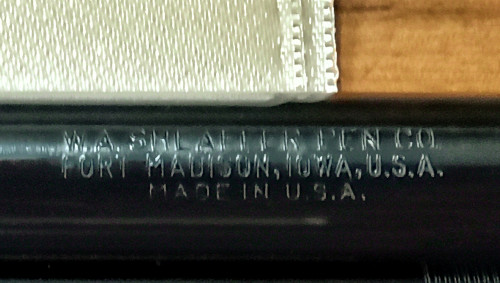 W.A. SHEAFFER PEN CO.
FORT MADISON, IOWA, U.S.A.
MADE IN U.S.A.